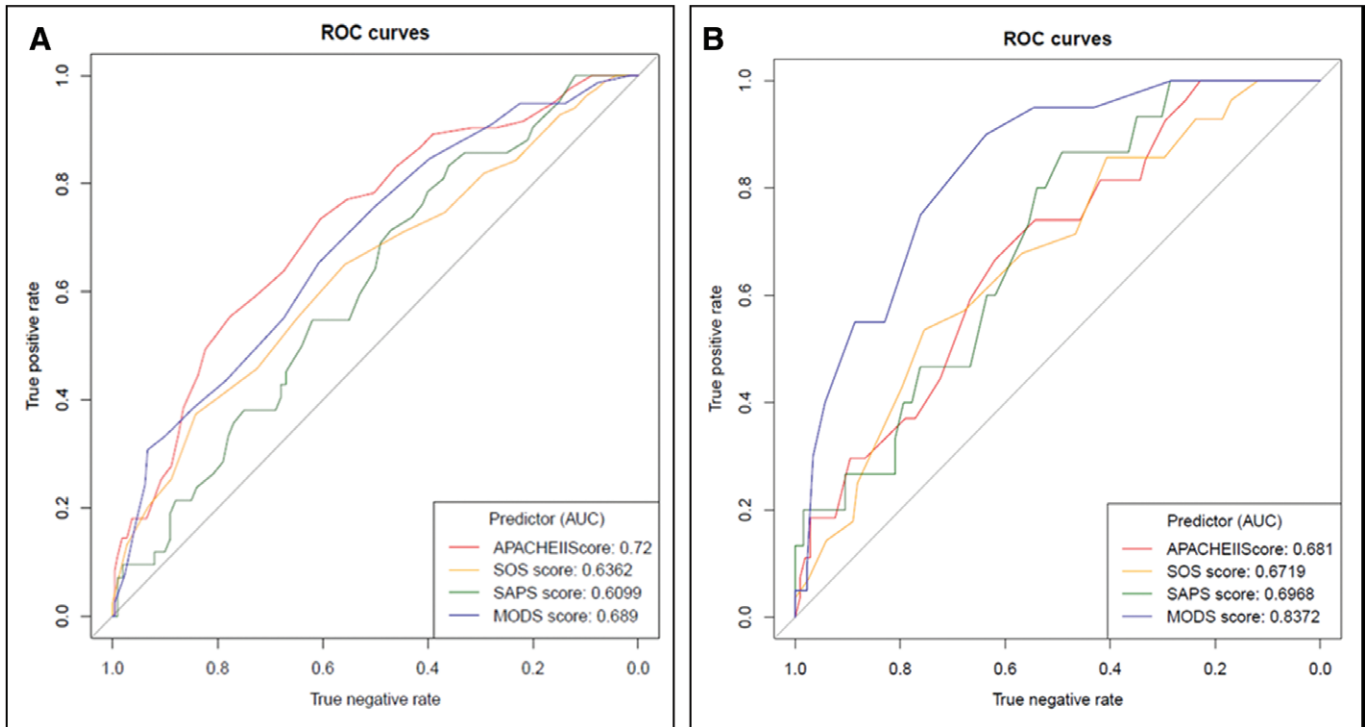 A
ROC curves
True positive rate
1.0
0.8
0.6
0.4
0.2
0.0
Predictor (AUC)
APACHEIIScore: 0.72
SOS score: 0.6362
SAPS score: 0.6099
MODS score: 0.689
1.0 0.8 0.6 0.4 0.2 0.0
True negative rate
B
ROC curves
True positive rate
1.0
0.8
0.6
0.4
0.2
0.0
Predictor (AUC)
APACHEIIScore: 0.681
SOS score: 0.6719
SAPS score: 0.6968
MODS score: 0.8372
1.0 0.8 0.6 0.4 0.2 0.0
True negative rate